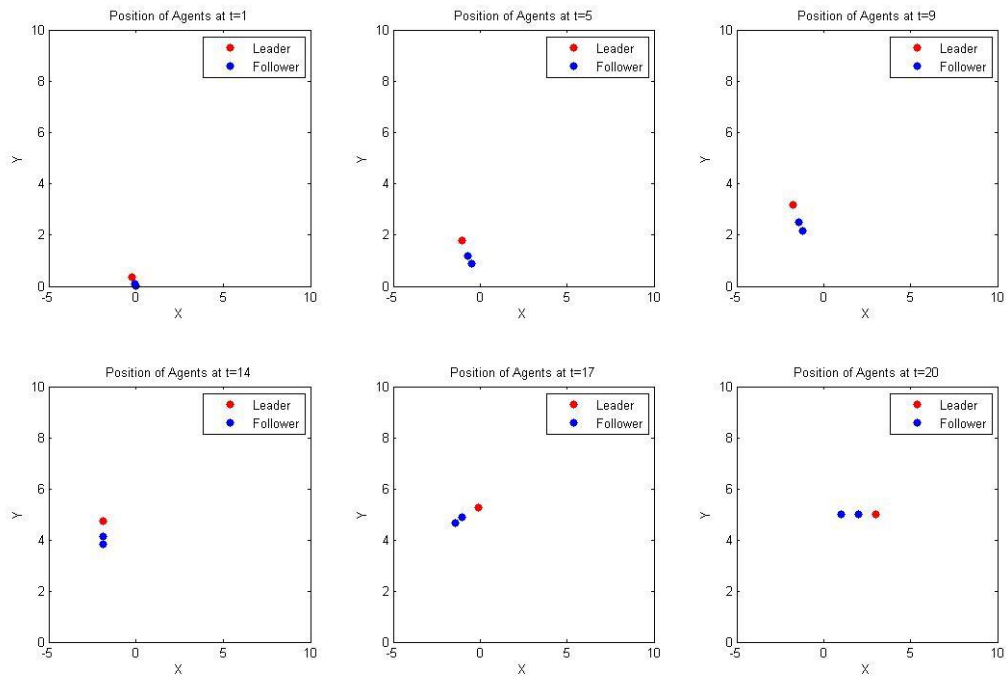 Position of Agents at t=1
10
8
6
4
2
0
-5
0
5
10
Y
X
Leader
Follower
Position of Agents at t=5
10
8
6
4
2
0
-5
0
5
10
Y
X
Leader
Follower
Position of Agents at t=9
10
8
6
4
2
0
-5
0
5
10
Y
X
Leader
Follower
Position of Agents at t=14
10
8
6
4
2
0
-5
0
5
10
Y
X
Leader
Follower
Position of Agents at t=17
10
8
6
4
2
0
-5
0
5
10
Y
X
Leader
Follower
Position of Agents at t=20
10
8
6
4
2
0
-5
0
5
10
Y
X
Leader
Follower